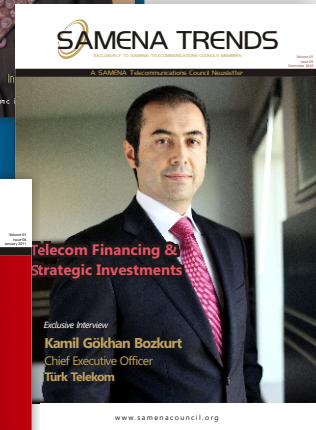 SAMENA TRENDS
EXCLUSIVELY TO SAMENA TELECOMMUNICATIONS COUNCIL MEMBERS
A SAMENA Telecommunications Council Newsletter
Telecom Financing &
Strategic Investments
Volume 01
Issue 06
January 2011
Exclusive Interview
Kamil Gökhan Bozkurt
Chief Executive Officer
Türk Telekom
www.samenacouncil.org